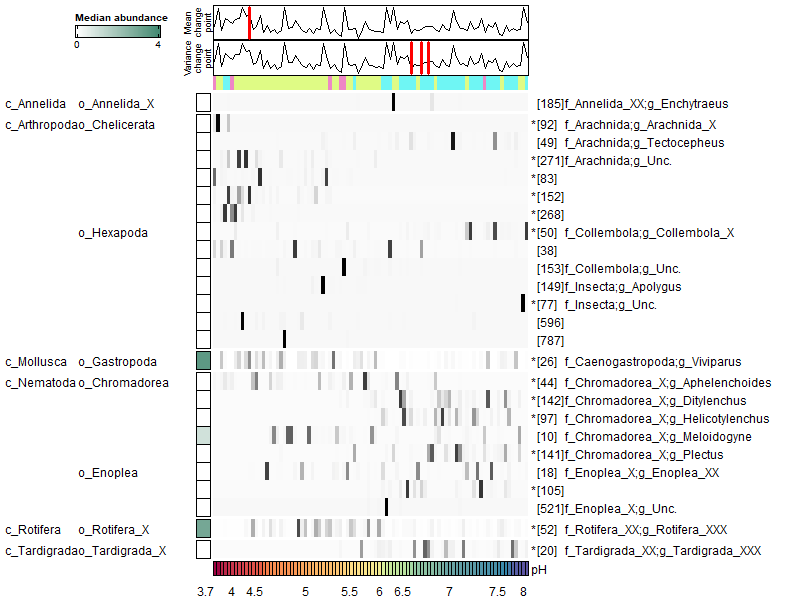 Median abundance
0 4
Mean change point
Variance change point
c_Annelida o_Annelida_X [185]f_Annelida_XX;g_Enchytraeus
c_Arthropodao_Chelicerata *[92] f_Arachnida;g_Arachnida_X
[49] f_Arachnida;g_Tectocepheus
*[271]f_Arachnida;g_Unc.
*[83]
*[152]
*[268]
o_Hexapoda *[50] f_Collembola;g_Collembola_X
[38]
[153]f_Collembola;g_Unc.
[149]f_Insecta;g_Apolygus
*[77] f_Insecta;g_Unc.
[596]
[787]
c_Mollusca o_Gastropoda *[26] f_Caenogastropoda;g_Viviparus
c_Nematoda o_Chromadorea *[44] f_Chromadorea_X;g_Aphelenchoides
*[142]f_Chromadorea_X;g_Ditylenchus
*[97] f_Chromadorea_X;g_Helicotylenchus
[10] f_Chromadorea_X;g_Meloidogyne
*[141]f_Chromadorea_X;g_Plectus
o_Enoplea [18] f_Enoplea_X;g_Enoplea_XX
*[105]
[521]f_Enoplea_X;g_Unc.
c_Rotifera o_Rotifera_X *[52] f_Rotifera_XX;g_Rotifera_XXX
c_Tardigradao_Tardigrada_X *[20] f_Tardigrada_XX;g_Tardigrada_XXX
pH
3.7 4 4.5 5 5.5 6 6.5 7 7.5 8